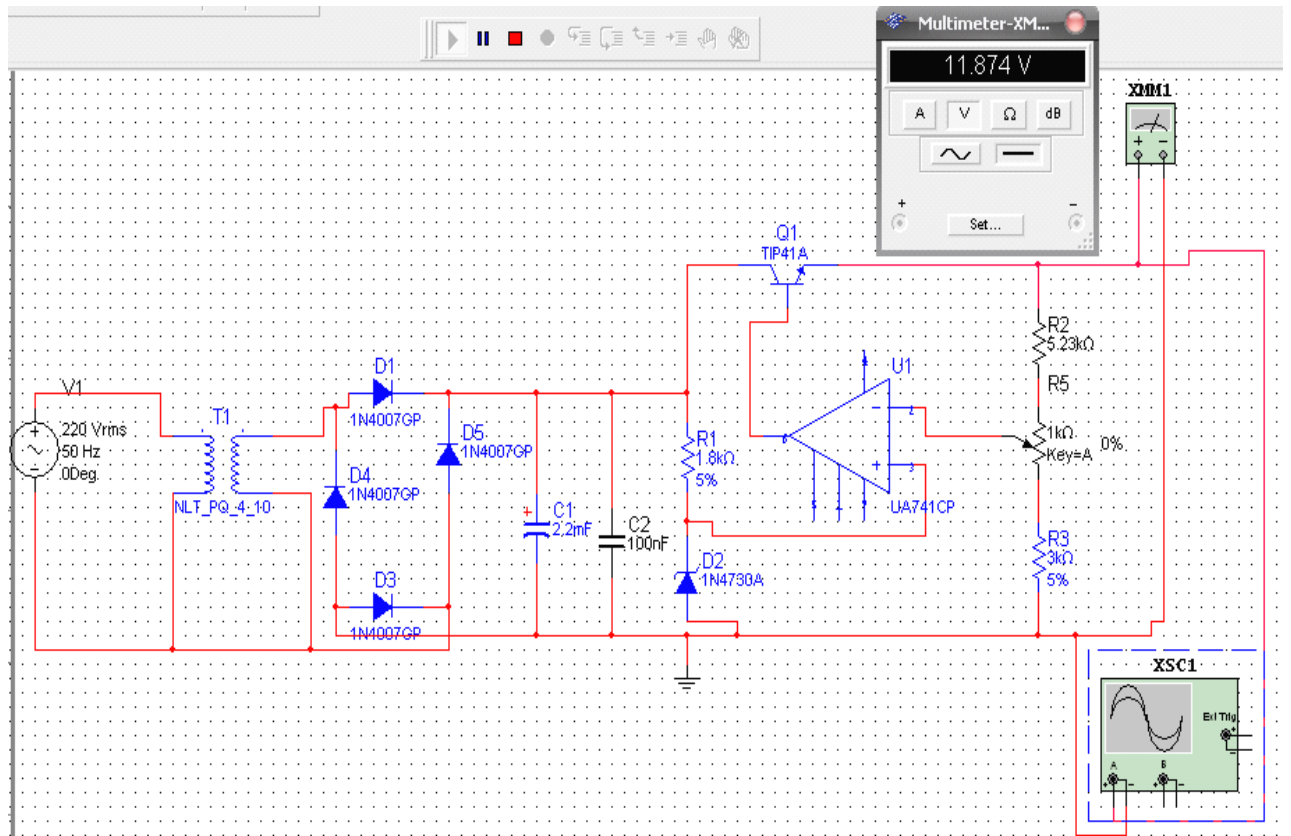 Multimeter-XM...
11.874 V
A V Ω dB
+ -
Set...
XMM1
+ -
Q1
TIP41A
R2
5.23kΩ
R5
1kΩ
Key=A
0%
U1
UA741CP
D1
1N4007GP
D5
1N4007GP
D4
1N4007GP
D3
1N4007GP
V1
220 Vrms
50 Hz
0Deg
T1
NLT_PQ_4_10
C1
2.2mF
C2
100nF
R1
1.8kΩ
5%
D2
1N4730A
R3
3kΩ
5%
XSC1
Ext Trig
A B